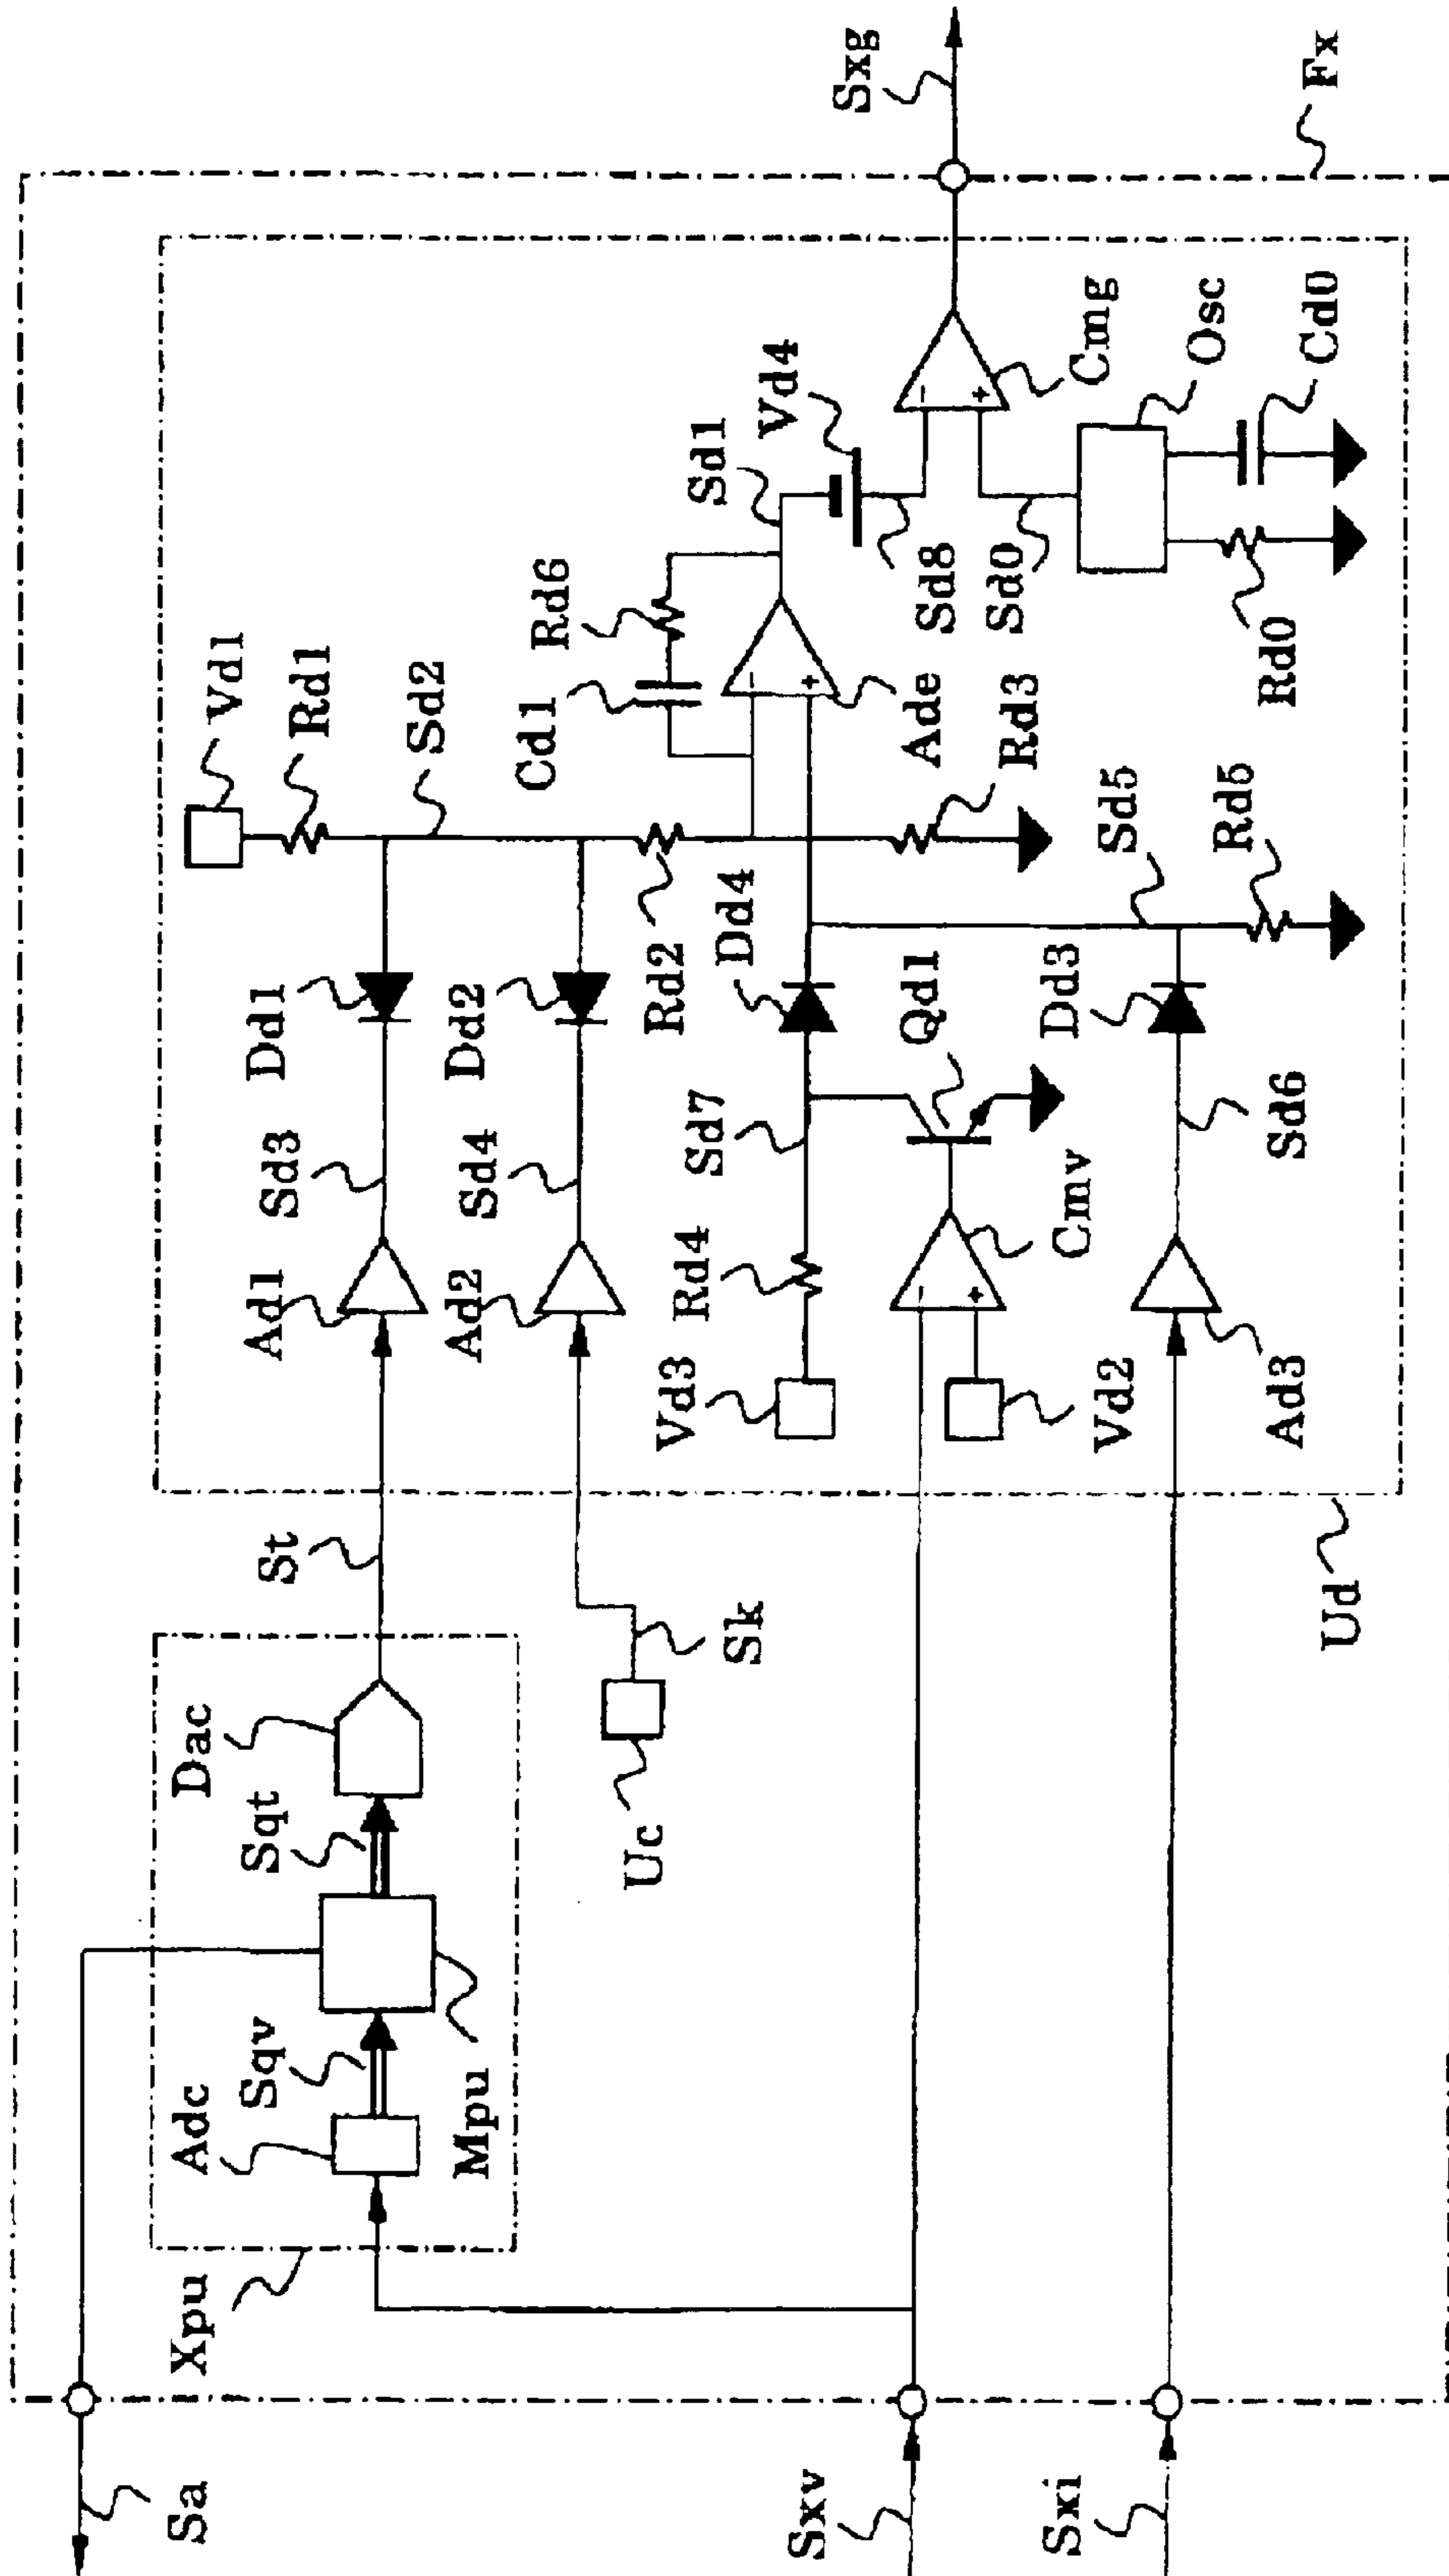 Sa
Xpu
Adc
Sqv
Mpu
Sqt
Dac
St
Uc
Sk
Ud
Sxv
Sxi
Ad1
Sd3
Dd1
Ad2
Sd4
Dd2
Vd1
Rd1
Sd2
Rd2
Vd3
Rd4
Sd7
Dd4
Vd2
Cmv
Qd1
Ad3
Sd6
Dd3
Sd5
Rd5
Rd3
Ade
-
+
-
+
-
+
Cd1
Rd6
Sd1
Vd4
Sd8
Sd0
Rd0
Cd0
Osc
Cmg
Sxg
Fx